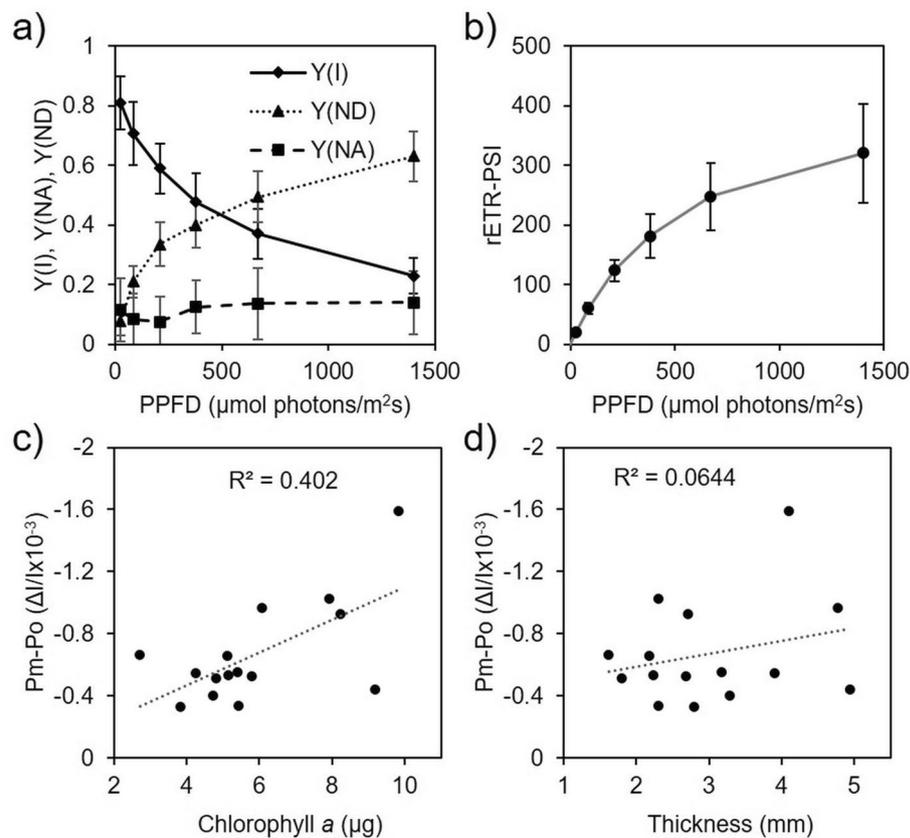 a)
Y(I), Y(NA), Y(ND)
1
0.8
0.6
0.4
0.2
0
Y(I)
Y(ND)
Y(NA)
0 500 1000 1500
PPFD (µmol photons/m²s)
b)
rETR-PSI
500
400
300
200
100
0
0 500 1000 1500
PPFD (µmol photons/m²s)
c)
Pm-Po (ΔI/Ix10⁻³)
-2
-1.6
-1.2
-0.8
-0.4
0
R² = 0.402
2 4 6 8 10
Chlorophyll a (µg)
d)
Pm-Po (ΔI/Ix10⁻³)
-2
-1.6
-1.2
-0.8
-0.4
0
R² = 0.0644
1 2 3 4 5
Thickness (mm)